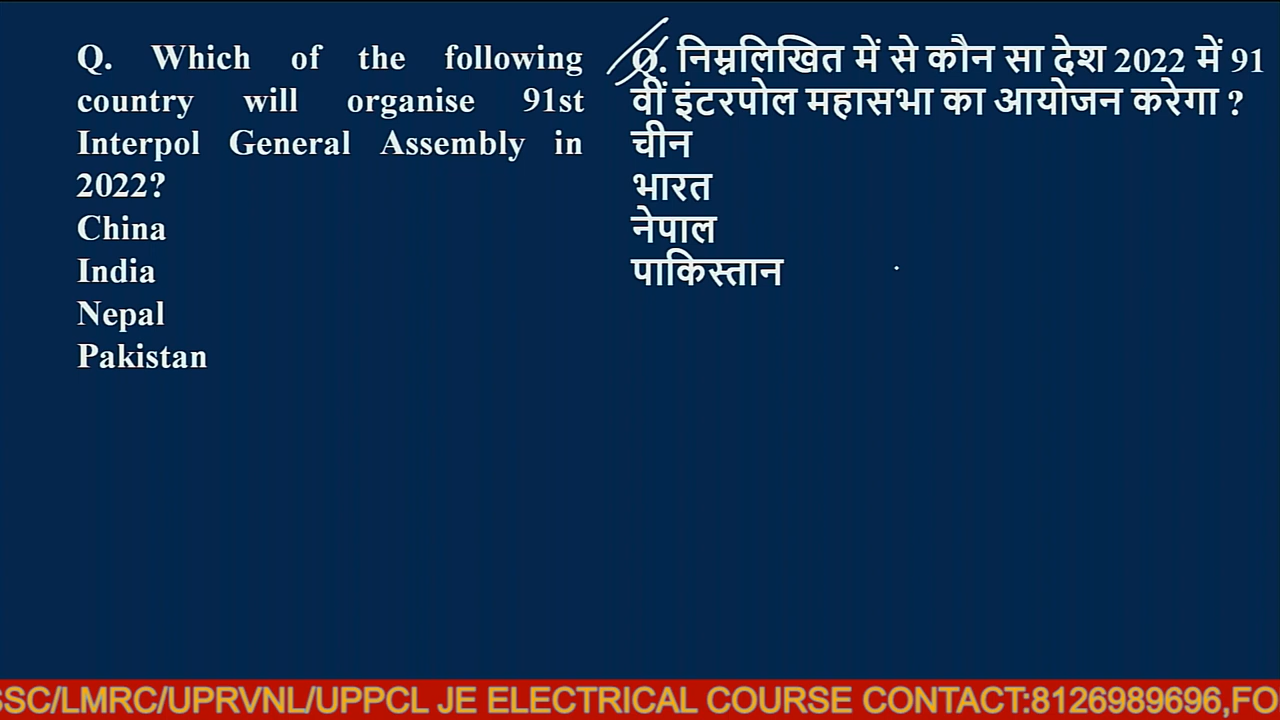 Q. Which of the following
country will organise 91st
Interpol General Assembly in
2022?
China
India
Nepal
Pakistan
Q. निम्नलिखित में से कौन सा देश 2022 में 91
वीं इंटरपोल महासभा का आयोजन करेगा ?
चीन
भारत
नेपाल
पाकिस्तान
SSC/LMRC/UPRVNL/UPPCL JE ELECTRICAL COURSE CONTACT:8126989696,FO